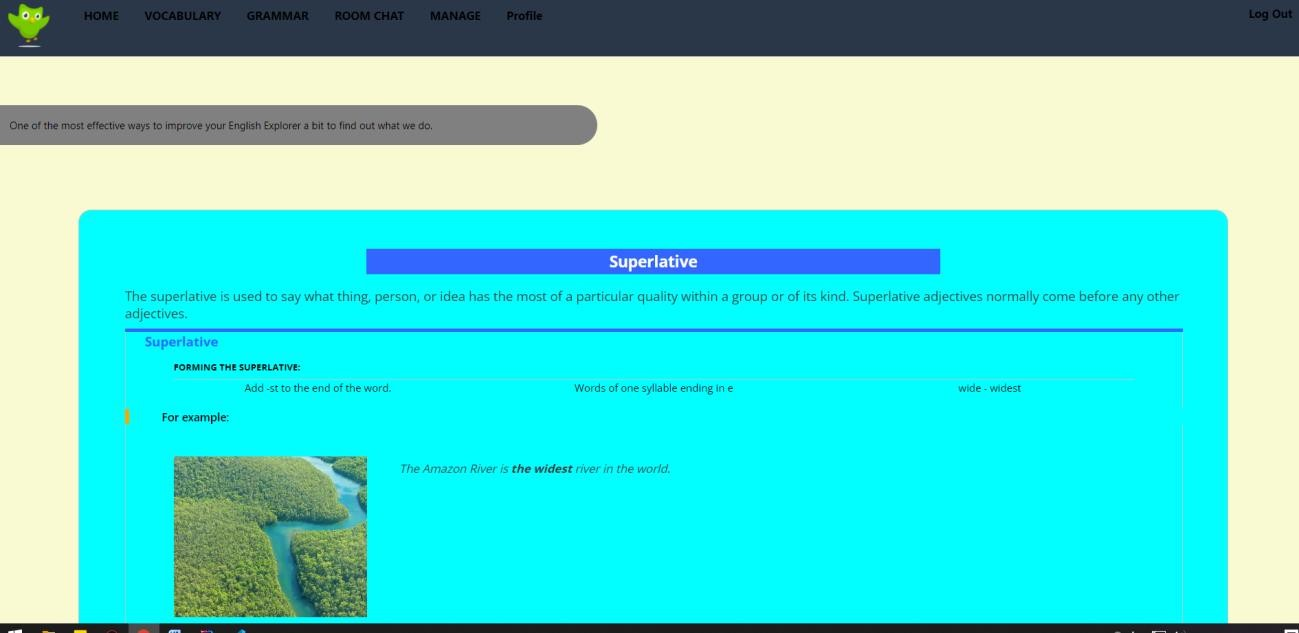 HOME VOCABULARY GRAMMAR ROOM CHAT MANAGE Profile Log Out
One of the most effective ways to improve your English Explorer a bit to find out what we do.
Superlative
The superlative is used to say what thing, person, or idea has the most of a particular quality within a group or of its kind. Superlative adjectives normally come before any other
adjectives.
Superlative
FORMING THE SUPERLATIVE:
Add -st to the end of the word. Words of one syllable ending in e wide - widest
For example:
The Amazon River is the widest river in the world.